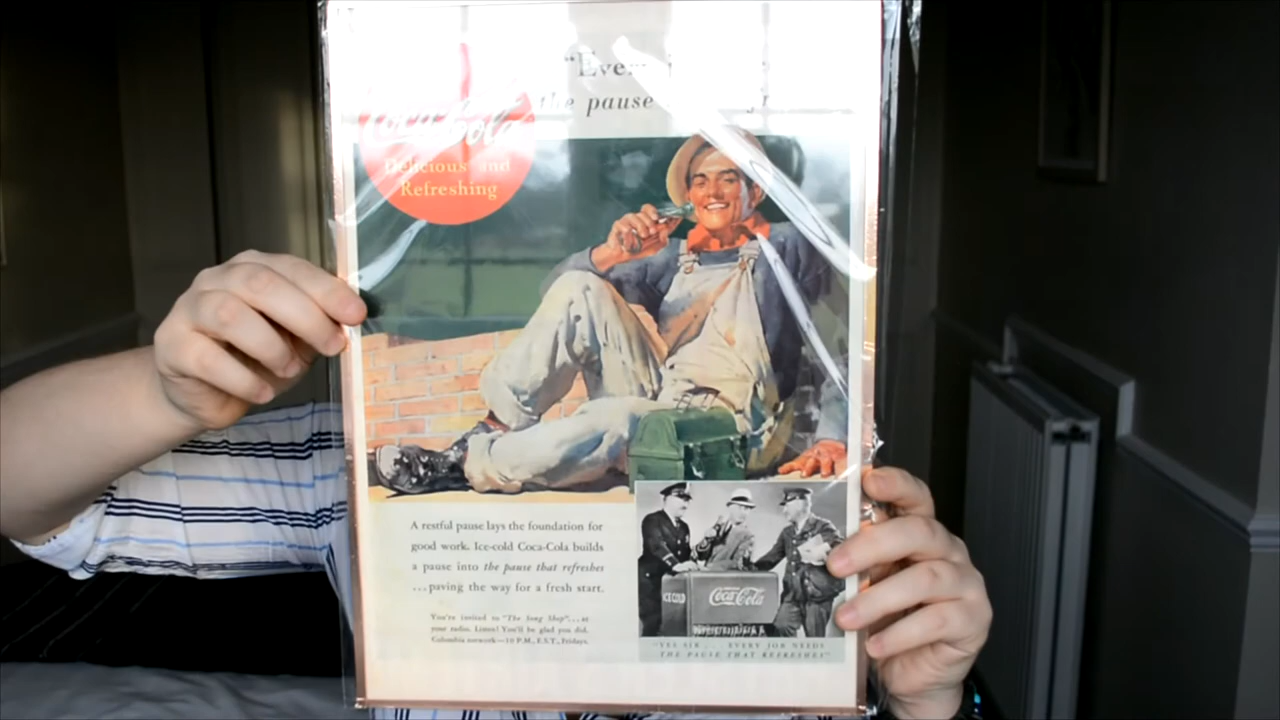 "Ever
the pause
Coca-Cola
Delicious and
Refreshing
A restful pause lays the foundation for
good work. Ice-cold Coca-Cola builds
a pause into the pause that refreshes
...paving the way for a fresh start.
You're invited to "The Song Shop"...at
your radio. Listen! You'll be glad you did.
Columbia network—10 P.M., E.S.T., Fridays.
ICE COLD
Coca-Cola
"YES SIR... EVERY JOB NEEDS
THE PAUSE THAT REFRESHES"